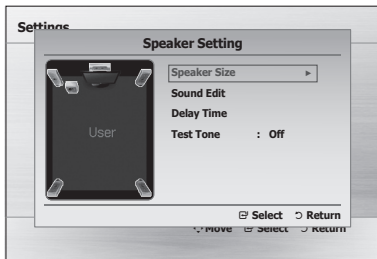 Settings
Speaker Setting
Speaker Size ►
Sound Edit
Delay Time
Test Tone : Off
User
Select Return
Move Select Return